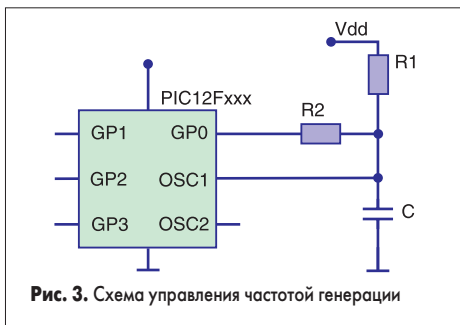 Vdd
R1
PIC12Fxxx
R2
GP1 GP0
GP2 OSC1
C
GP3 OSC2
Рис. 3. Схема управления частотой генерации